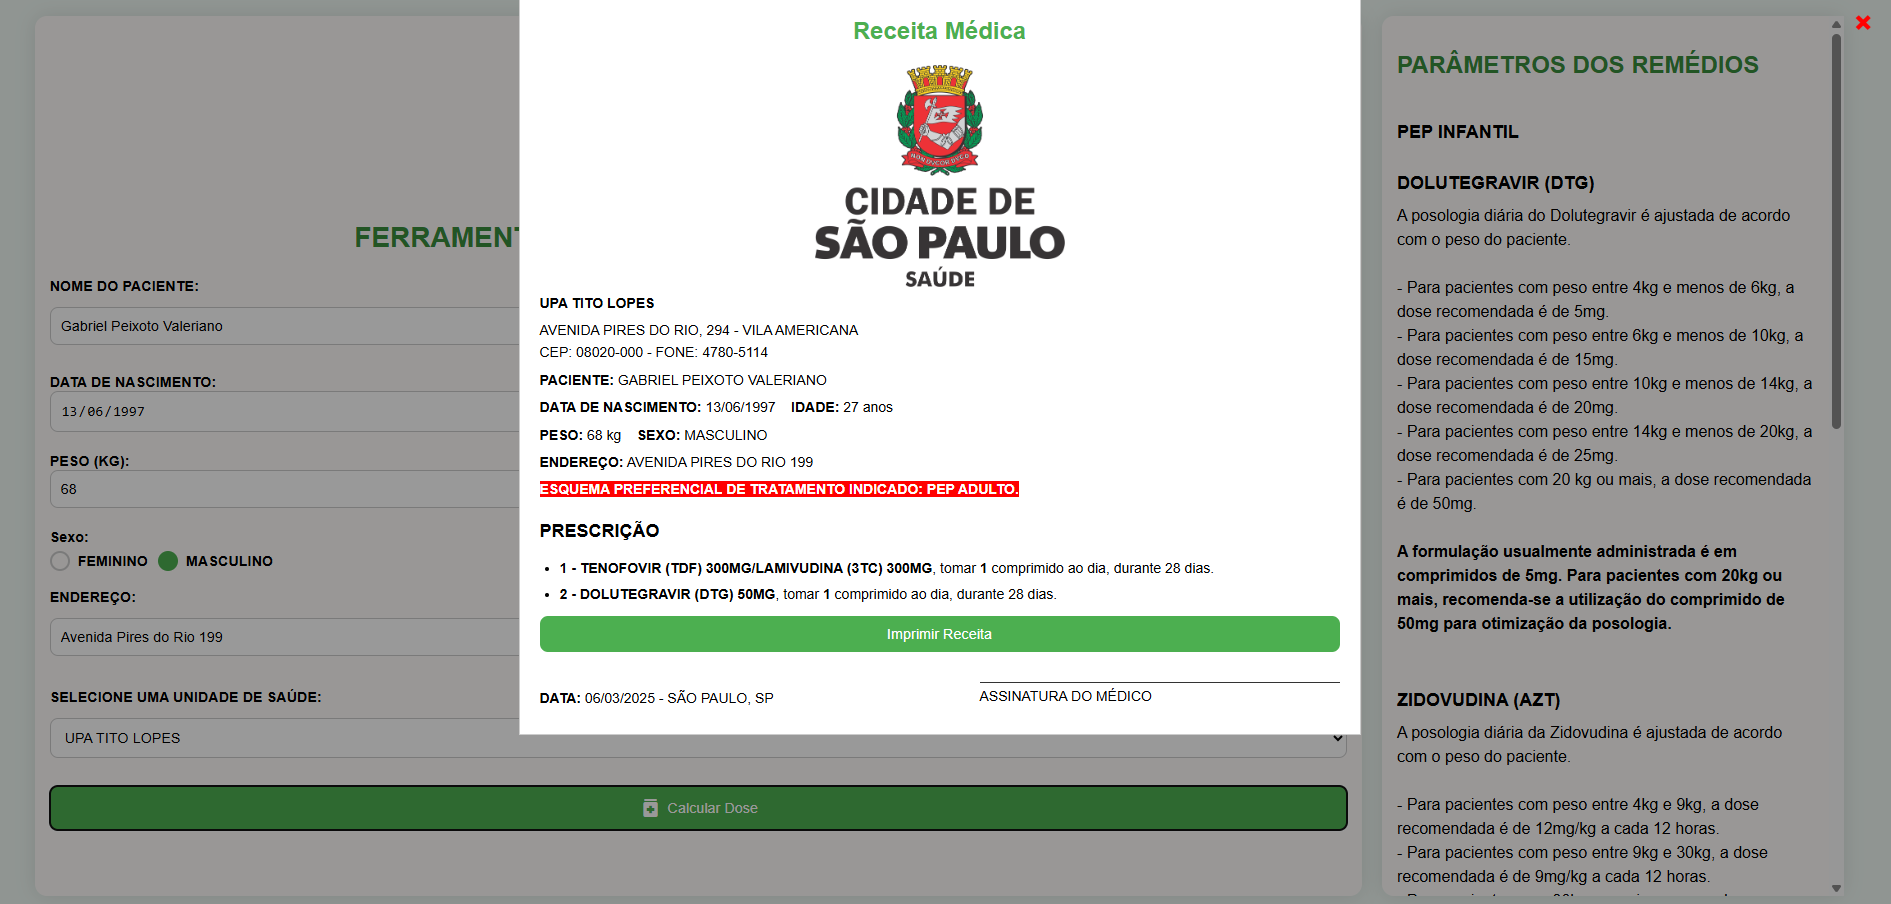 FERRAMENT
NOME DO PACIENTE:
Gabriel Peixoto Valeriano
DATA DE NASCIMENTO:
13/06/1997
PESO (KG):
68
Sexo:
FEMININO MASCULINO
ENDEREÇO:
Avenida Pires do Rio 199
SELECIONE UMA UNIDADE DE SAÚDE:
UPA TITO LOPES
Calcular Dose
Receita Médica
CIDADE DE
SÃO PAULO
SAÚDE
UPA TITO LOPES
AVENIDA PIRES DO RIO, 294 - VILA AMERICANA
CEP: 08020-000 - FONE: 4780-5114
PACIENTE: GABRIEL PEIXOTO VALERIANO
DATA DE NASCIMENTO: 13/06/1997 IDADE: 27 anos
PESO: 68 kg SEXO: MASCULINO
ENDEREÇO: AVENIDA PIRES DO RIO 199
ESQUEMA PREFERENCIAL DE TRATAMENTO INDICADO: PEP ADULTO.
PRESCRIÇÃO
• 1 - TENOFOVIR (TDF) 300MG/LAMIVUDINA (3TC) 300MG, tomar 1 comprimido ao dia, durante 28 dias.
• 2 - DOLUTEGRAVIR (DTG) 50MG, tomar 1 comprimido ao dia, durante 28 dias.
Imprimir Receita
DATA: 06/03/2025 - SÃO PAULO, SP
ASSINATURA DO MÉDICO
PARÂMETROS DOS REMÉDIOS
PEP INFANTIL
DOLUTEGRAVIR (DTG)
A posologia diária do Dolutegravir é ajustada de acordo
com o peso do paciente.
- Para pacientes com peso entre 4kg e menos de 6kg, a
dose recomendada é de 5mg.
- Para pacientes com peso entre 6kg e menos de 10kg, a
dose recomendada é de 15mg.
- Para pacientes com peso entre 10kg e menos de 14kg, a
dose recomendada é de 20mg.
- Para pacientes com peso entre 14kg e menos de 20kg, a
dose recomendada é de 25mg.
- Para pacientes com 20 kg ou mais, a dose recomendada
é de 50mg.
A formulação usualmente administrada é em
comprimidos de 5mg. Para pacientes com 20kg ou
mais, recomenda-se a utilização do comprimido de
50mg para otimização da posologia.
ZIDOVUDINA (AZT)
A posologia diária da Zidovudina é ajustada de acordo
com o peso do paciente.
- Para pacientes com peso entre 4kg e 9kg, a dose
recomendada é de 12mg/kg a cada 12 horas.
- Para pacientes com peso entre 9kg e 30kg, a dose
recomendada é de 9mg/kg a cada 12 horas.